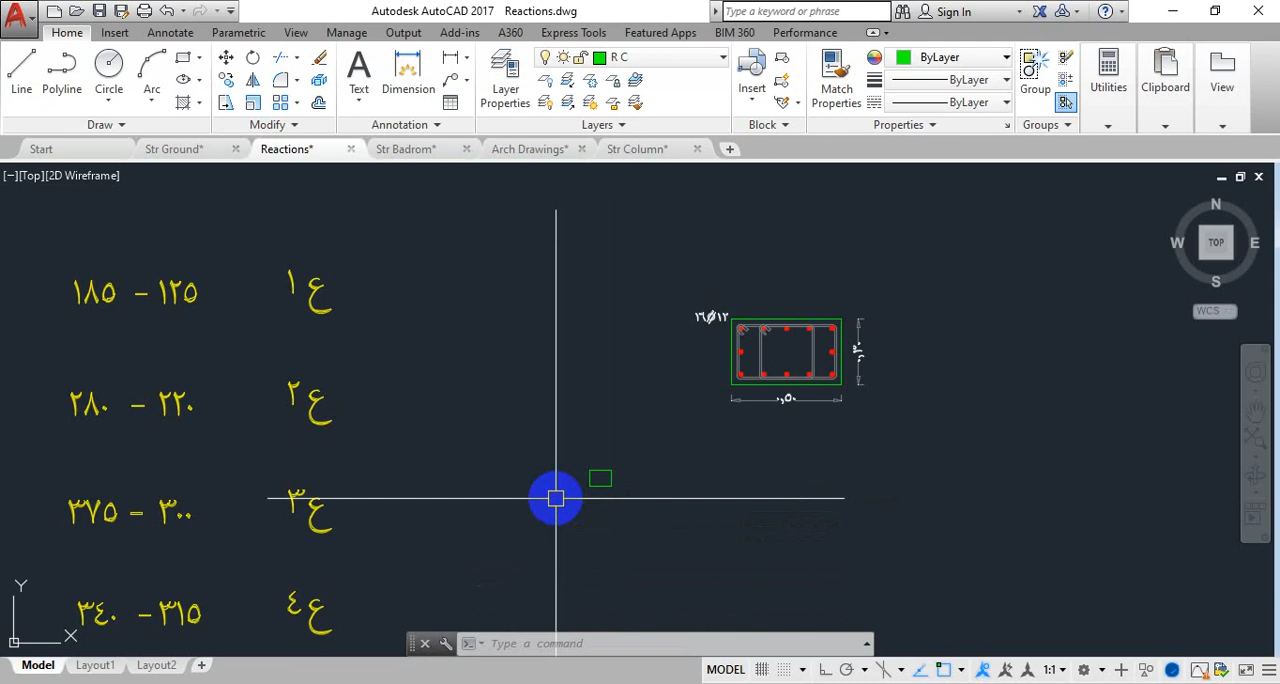 Autodesk AutoCAD 2017 Reactions.dwg
Type a keyword or phrase
Sign In
Home Insert Annotate Parametric View Manage Output Add-ins A360 Express Tools Featured Apps BIM 360 Performance
Line Polyline Circle Arc
Text Dimension
Layer Properties
R C
Insert
Match Properties
ByLayer
ByLayer
ByLayer
Group Utilities Clipboard View
Draw Modify Annotation Layers Block Properties Groups
Start Str Ground* Reactions* Str Badrom* Arch Drawings* Str Column*
[−][Top][2D Wireframe]
N
W TOP E
S
WCS
ع١ ١٢٥ - ١٨٥
ع٢ ٢٢٠ - ٢٨٠
ع٣ ٣٠٠ - ٣٧٥
ع٤ ٣١٥ - ٣٤٠
٠,٥٠
Y
X
Type a command
Model Layout1 Layout2
MODEL
1:1